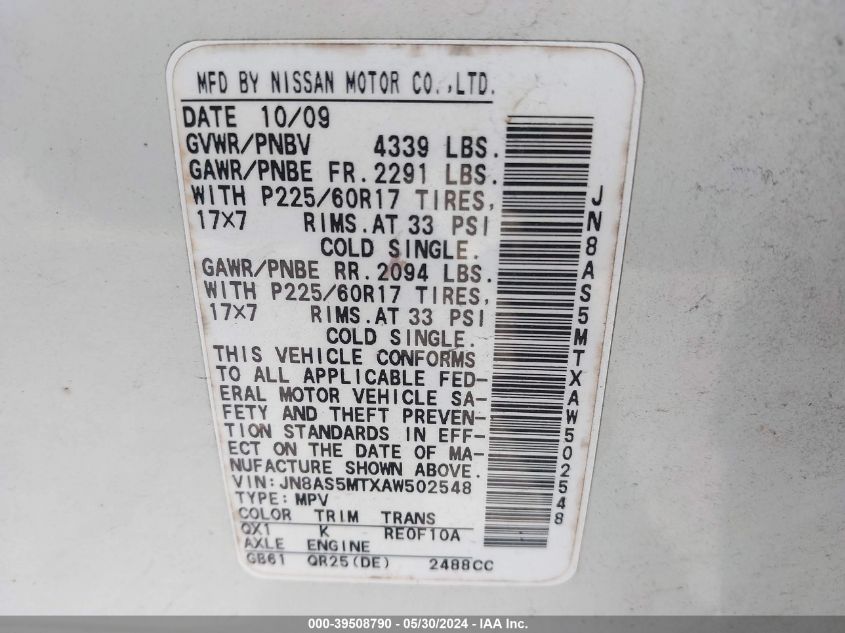 MFD BY NISSAN MOTOR CO.,LTD.
DATE 10/09
GVWR/PNBV 4339 LBS.
GAWR/PNBE FR. 2291 LBS.
WITH P225/60R17 TIRES,
17X7 RIMS.AT 33 PSI
COLD SINGLE.
GAWR/PNBE RR. 2094 LBS.
WITH P225/60R17 TIRES,
17X7 RIMS.AT 33 PSI
COLD SINGLE.
THIS VEHICLE CONFORMS
TO ALL APPLICABLE FED-
ERAL MOTOR VEHICLE SA-
FETY AND THEFT PREVEN-
TION STANDARDS IN EFF-
ECT ON THE DATE OF MA-
NUFACTURE SHOWN ABOVE.
VIN:JN8AS5MTXAW502548
TYPE:MPV
COLOR TRIM TRANS
QX1 K RE0F10A
AXLE ENGINE
GB61 QR25(DE) 2488CC
JN8AS5MTXAW502548
000-39508790 - 05/30/2024 - IAA Inc.